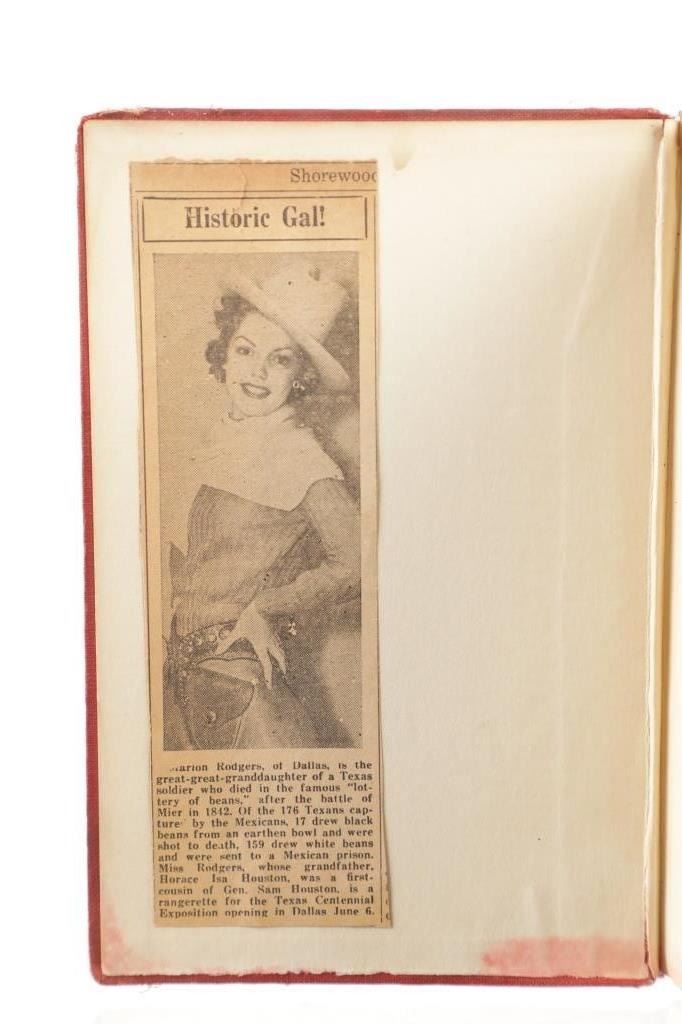 Shorewood
Historic Gal!
Marion Rodgers, of Dallas, is the
great-great-granddaughter of a Texas
soldier who died in the famous "lot-
tery of beans," after the battle of
Mier in 1842. Of the 176 Texans cap-
ture by the Mexicans, 17 drew black
beans from an earthen bowl and were
shot to death, 159 drew white beans
and were sent to a Mexican prison.
Miss Rodgers, whose grandfather,
Horace Isa Houston, was a first-
cousin of Gen. Sam Houston, is a
rangerette for the Texas Centennial
Exposition opening in Dallas June 6.